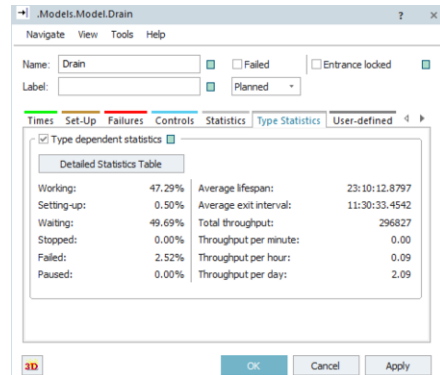 .Models.Model.Drain ? ×
Navigate View Tools Help
Name: Drain Failed Entrance locked
Label: Planned
Times Set-Up Failures Controls Statistics Type Statistics User-defined
Type dependent statistics
Detailed Statistics Table
Working: 47.29% Average lifespan: 23:10:12.8797
Setting-up: 0.50% Average exit interval: 11:30:33.4542
Waiting: 49.69% Total throughput: 296827
Stopped: 0.00% Throughput per minute: 0.00
Failed: 2.52% Throughput per hour: 0.09
Paused: 0.00% Throughput per day: 2.09
3D OK Cancel Apply